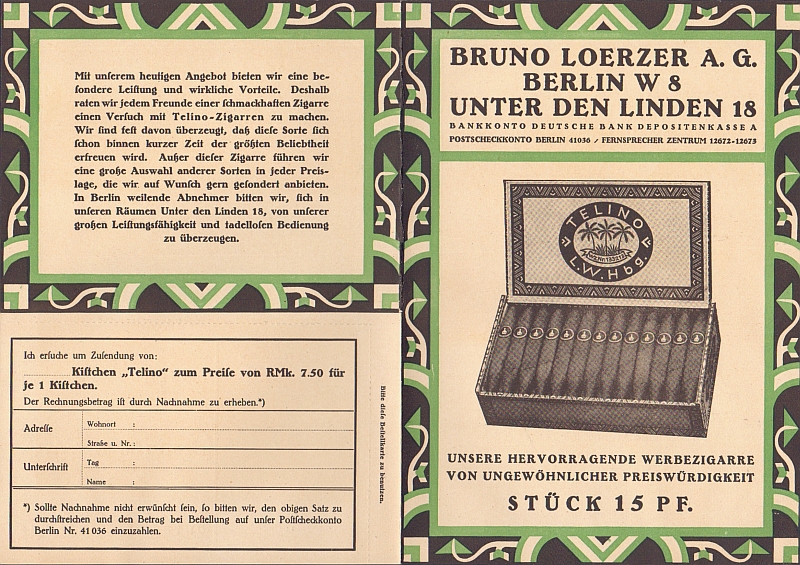 Mit unserem heutigen Angebot bieten wir eine be-
sondere Leistung und wirkliche Vorteile. Deshalb
raten wir jedem Freunde einer schmackhaften Zigarre
einen Versuch mit Telino-Zigarren zu machen.
Wir sind fest davon überzeugt, daß diese Sorte sich
schon binnen kurzer Zeit der größten Beliebtheit
erfreuen wird. Außer dieser Zigarre führen wir
eine große Auswahl anderer Sorten in jeder Preis-
lage, die wir auf Wunsch gern gesondert anbieten.
In Berlin weilende Abnehmer bitten wir, sich in
unseren Räumen Unter den Linden 18, von unserer
großen Leistungsfähigkeit und tadellosen Bedienung
zu überzeugen.
Ich ersuche um Zusendung von:
Kistchen „Telino“ zum Preise von RMk. 7.50 für
je 1 Kistchen.
Der Rechnungsbetrag ist durch Nachnahme zu erheben.*)
Adresse
Wohnort :
Straße u. Nr. :
Unterschrift
Tag :
Name :
*) Sollte Nachnahme nicht erwünscht sein, so bitten wir, den obigen Satz zu
durchstreichen und den Betrag bei Bestellung auf unser Postscheckkonto
Berlin Nr. 41036 einzuzahlen.
Bitte diese Bestellkarte zu benutzen.
BRUNO LOERZER A. G.
BERLIN W 8
UNTER DEN LINDEN 18
BANKKONTO DEUTSCHE BANK DEPOSITENKASSE A
POSTSCHECKKONTO BERLIN 41036 / FERNSPRECHER ZENTRUM 12672-12673
TELINO
L.W.Hbg.
UNSERE HERVORRAGENDE WERBEZIGARRE
VON UNGEWÖHNLICHER PREISWÜRDIGKEIT
STÜCK 15 PF.